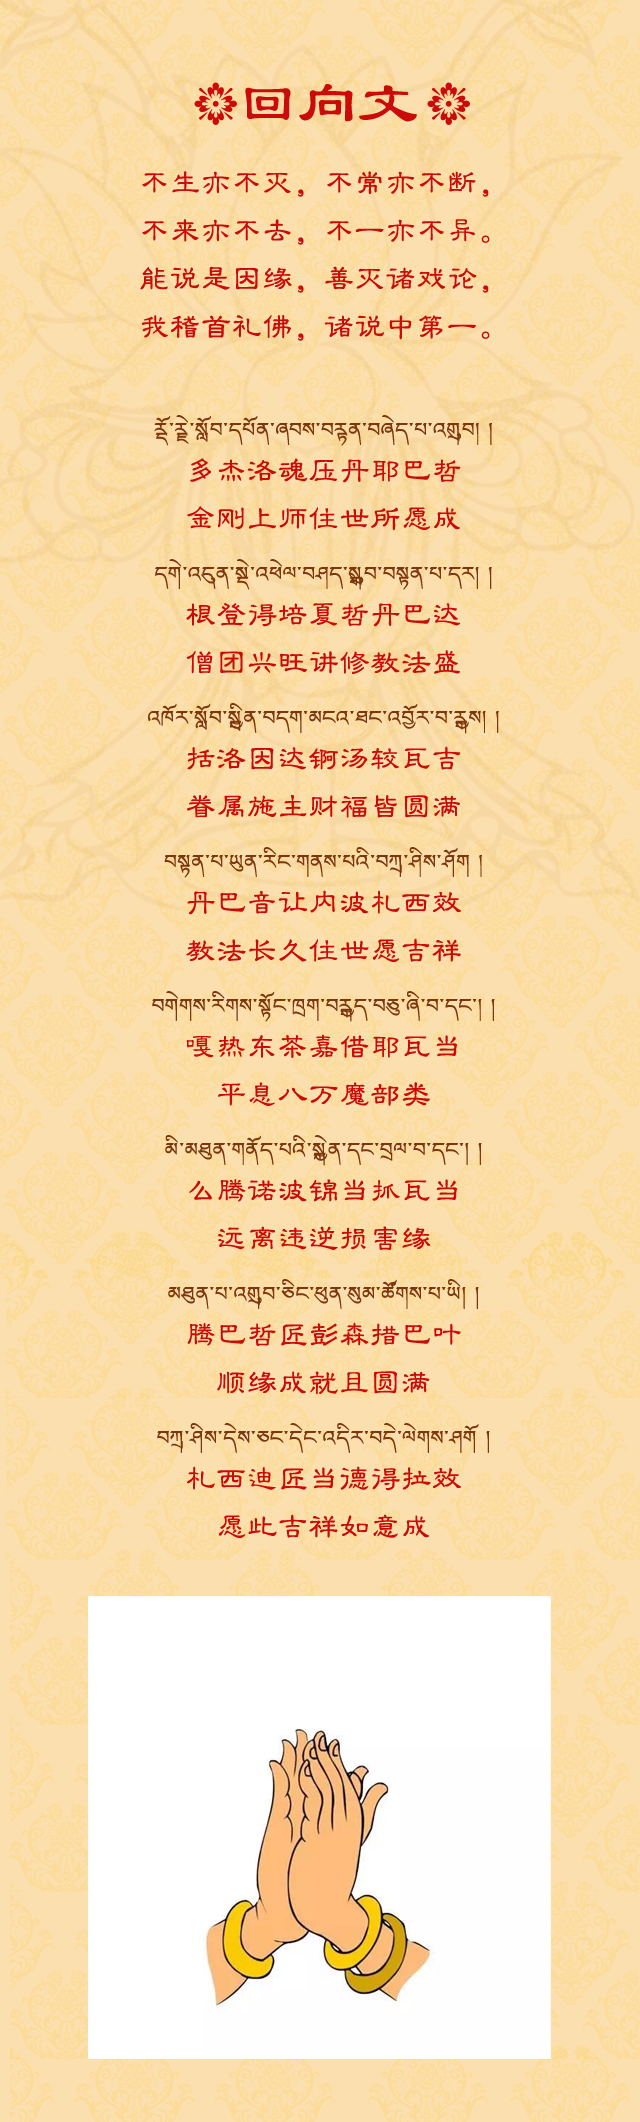 回向文
不生亦不灭，不常亦不断，
不来亦不去，不一亦不异。
能说是因缘，善灭诸戏论，
我稽首礼佛，诸说中第一。
རྡོ་རྗེ་སློབ་དཔོན་ཞབས་བརྟན་བཞེད་པ་འགྲུབ། །
多杰洛魂压丹耶巴哲
金刚上师住世所愿成
དགེ་འདུན་སྡེ་འཕེལ་བཤད་སྒྲུབ་བསྟན་པ་དར། །
根登得培夏哲丹巴达
僧团兴旺讲修教法盛
འཁོར་སློབ་སྦྱིན་བདག་མངའ་ཐང་འབྱོར་བ་རྒྱས། །
括洛因达锕汤较瓦吉
眷属施主财福皆圆满
བསྟན་པ་ཡུན་རིང་གནས་པའི་བཀྲ་ཤིས་ཤོག །
丹巴音让内波札西效
教法长久住世愿吉祥
བགེགས་རིགས་སྟོང་ཁྲག་བརྒྱད་བཅུ་ཞི་བ་དང་། །
嘎热东茶嘉借耶瓦当
平息八万魔部类
མི་མཐུན་གནོད་པའི་རྐྱེན་དང་བྲལ་བ་དང་། །
么腾诺波锦当抓瓦当
远离违逆损害缘
མཐུན་པ་འགྲུབ་ཅིང་ཕུན་སུམ་ཚོགས་པ་ཡི། །
腾巴哲匠彭森措巴叶
顺缘成就且圆满
བཀྲ་ཤིས་དེས་ཅང་དེང་འདིར་བདེ་ལེགས་ཤོག །
札西迪匠当德得拉效
愿此吉祥如意成